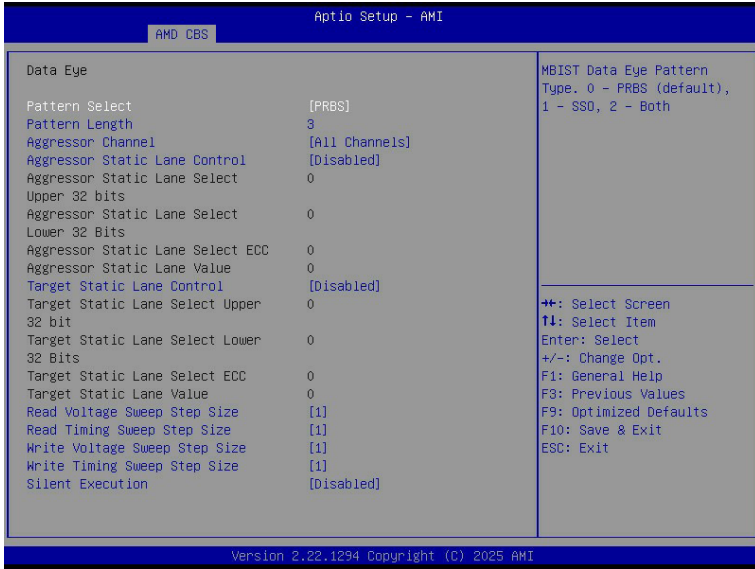 Aptio Setup - AMI
AMD CBS
Data Eye
Pattern Select [PRBS]
Pattern Length 3
Aggressor Channel [All Channels]
Aggressor Static Lane Control [Disabled]
Aggressor Static Lane Select 0
Upper 32 bits
Aggressor Static Lane Select 0
Lower 32 Bits
Aggressor Static Lane Select ECC 0
Aggressor Static Lane Value 0
Target Static Lane Control [Disabled]
Target Static Lane Select Upper 0
32 bit
Target Static Lane Select Lower 0
32 Bits
Target Static Lane Select ECC 0
Target Static Lane Value 0
Read Voltage Sweep Step Size [1]
Read Timing Sweep Step Size [1]
Write Voltage Sweep Step Size [1]
Write Timing Sweep Step Size [1]
Silent Execution [Disabled]
MBIST Data Eye Pattern
Type. 0 - PRBS (default),
1 - SSO, 2 - Both
→←: Select Screen
↑↓: Select Item
Enter: Select
+/-: Change Opt.
F1: General Help
F3: Previous Values
F9: Optimized Defaults
F10: Save & Exit
ESC: Exit
Version 2.22.1294 Copyright (C) 2025 AMI